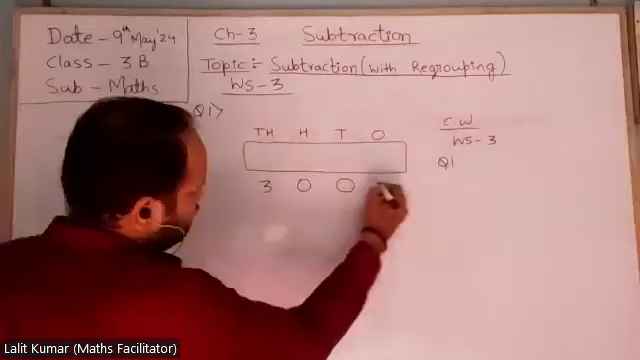 Date - 9th May'24
Class - 3 B
Sub - Maths
Ch-3 Subtraction
Topic:- Subtraction (with Regrouping)
WS-3
Q1>
TH H T O
3 0 0
C.W
WS-3
Q1
Lalit Kumar (Maths Facilitator)